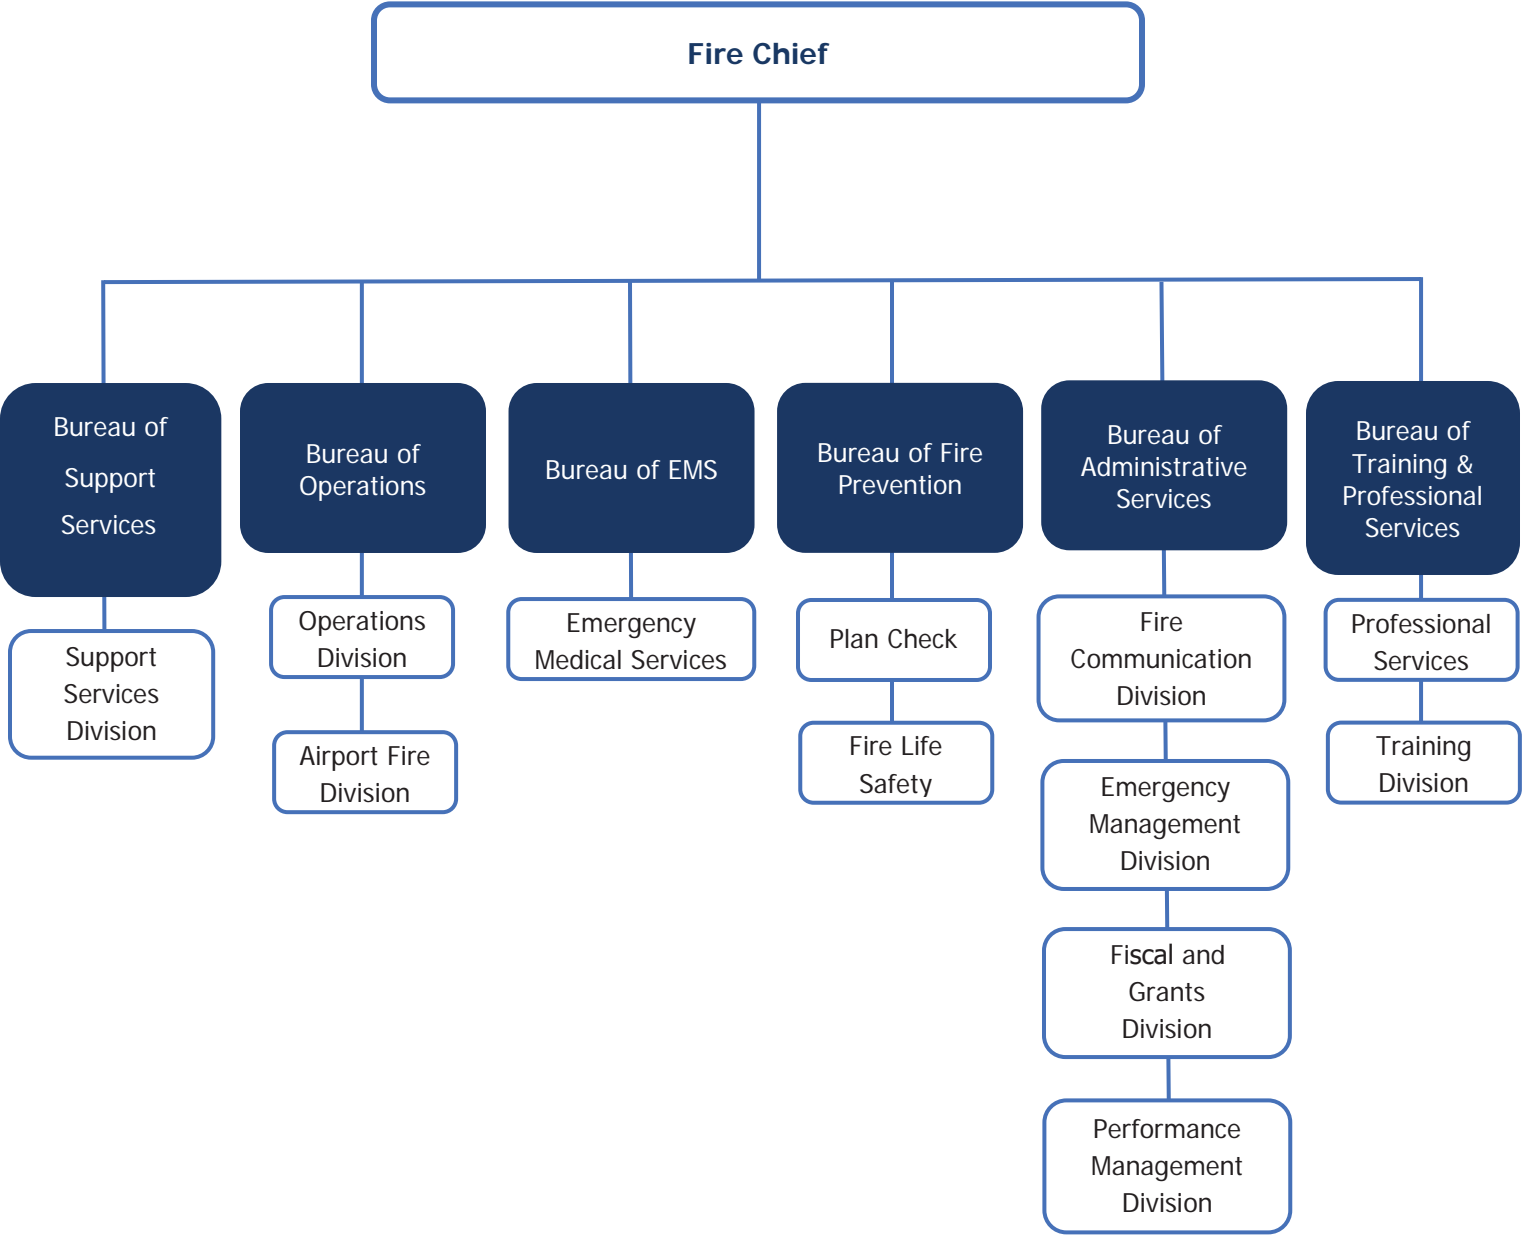 Fire Chief
Bureau of
Support
Services
Support
Services
Division
Bureau of
Operations
Operations
Division
Airport Fire
Division
Bureau of EMS
Emergency
Medical Services
Bureau of Fire
Prevention
Plan Check
Fire Life
Safety
Bureau of
Administrative
Services
Fire
Communication
Division
Emergency
Management
Division
Fiscal and
Grants
Division
Performance
Management
Division
Bureau of
Training &
Professional
Services
Professional
Services
Training
Division